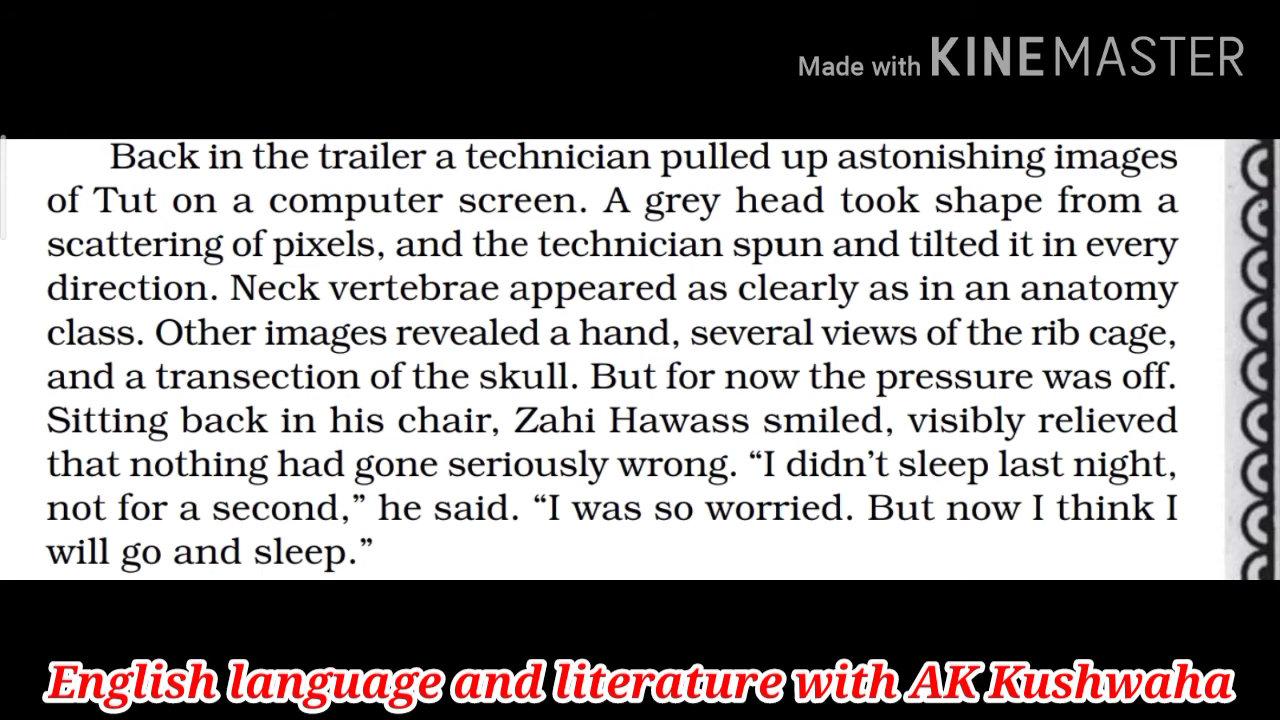 Made with KINEMASTER
Back in the trailer a technician pulled up astonishing images
of Tut on a computer screen. A grey head took shape from a
scattering of pixels, and the technician spun and tilted it in every
direction. Neck vertebrae appeared as clearly as in an anatomy
class. Other images revealed a hand, several views of the rib cage,
and a transection of the skull. But for now the pressure was off.
Sitting back in his chair, Zahi Hawass smiled, visibly relieved
that nothing had gone seriously wrong. “I didn’t sleep last night,
not for a second,” he said. “I was so worried. But now I think I
will go and sleep.”
English language and literature with AK Kushwaha